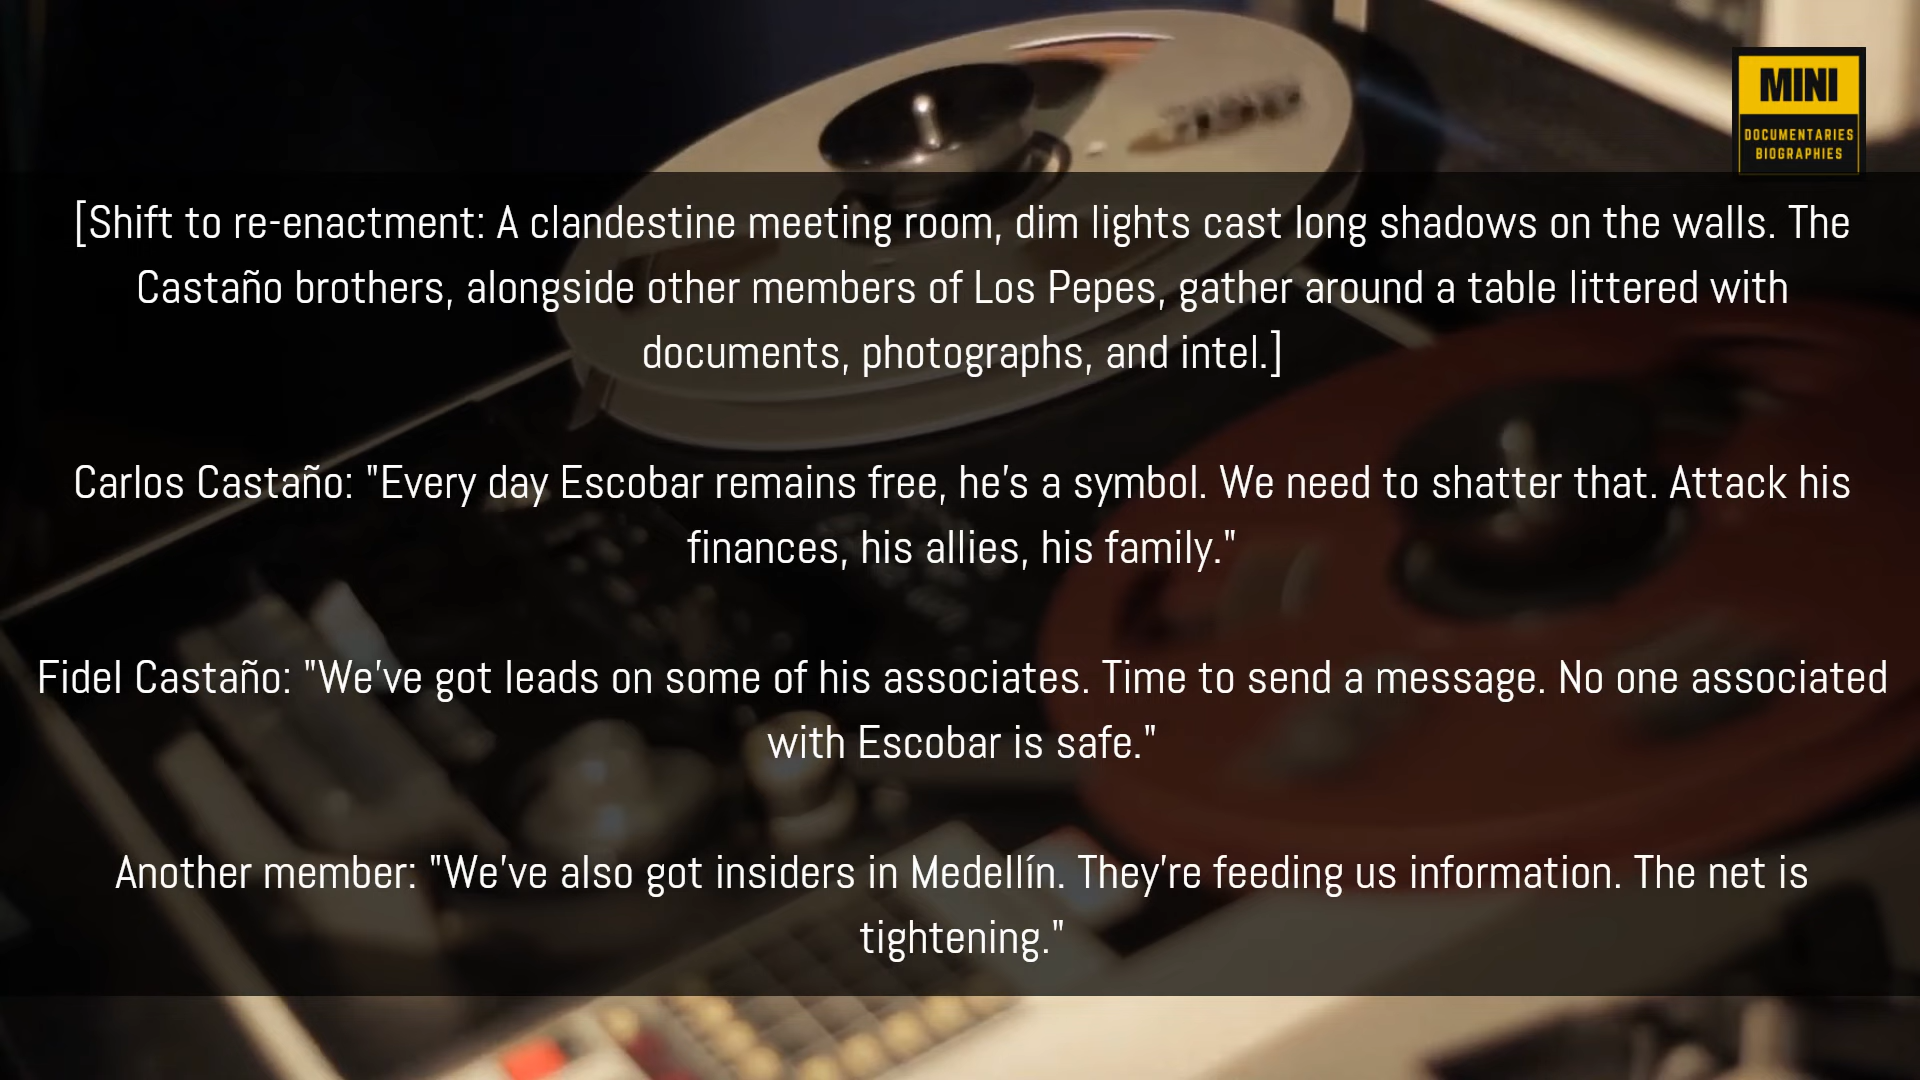 MINI
DOCUMENTARIES
BIOGRAPHIES
[Shift to re-enactment: A clandestine meeting room, dim lights cast long shadows on the walls. The
Castaño brothers, alongside other members of Los Pepes, gather around a table littered with
documents, photographs, and intel.]
Carlos Castaño: "Every day Escobar remains free, he's a symbol. We need to shatter that. Attack his
finances, his allies, his family."
Fidel Castaño: "We've got leads on some of his associates. Time to send a message. No one associated
with Escobar is safe."
Another member: "We've also got insiders in Medellín. They're feeding us information. The net is
tightening."